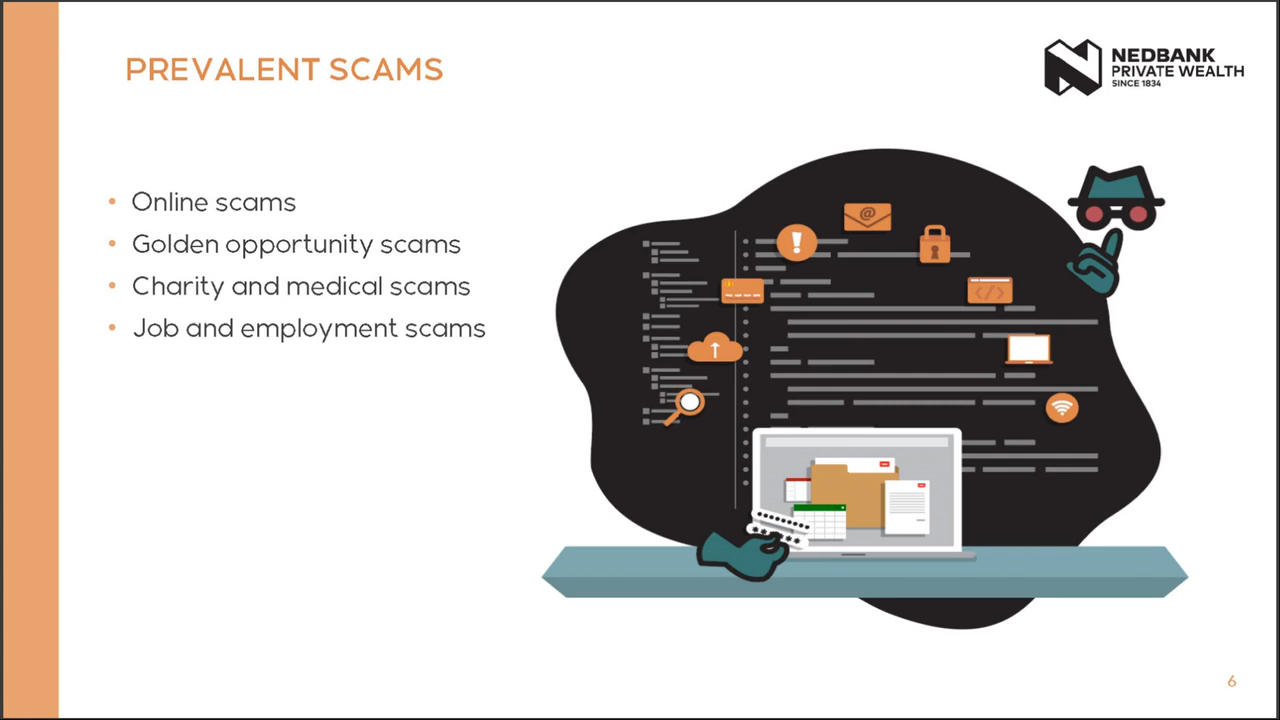 PREVALENT SCAMS
NEDBANK
PRIVATE WEALTH
SINCE 1834
• Online scams
• Golden opportunity scams
• Charity and medical scams
• Job and employment scams
@
!
</>
6